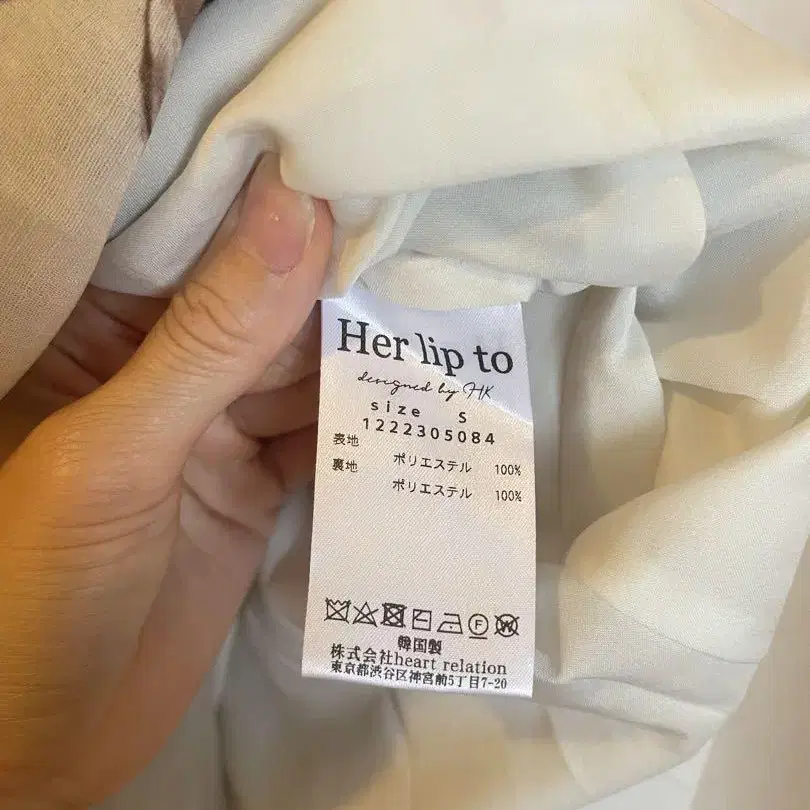 Her lip to
designed by HK
size S
1222305084
表地 ポリエステル 100%
裏地 ポリエステル 100%
F W
韓国製
株式会社heart relation
東京都渋谷区神宮前5丁目7-20